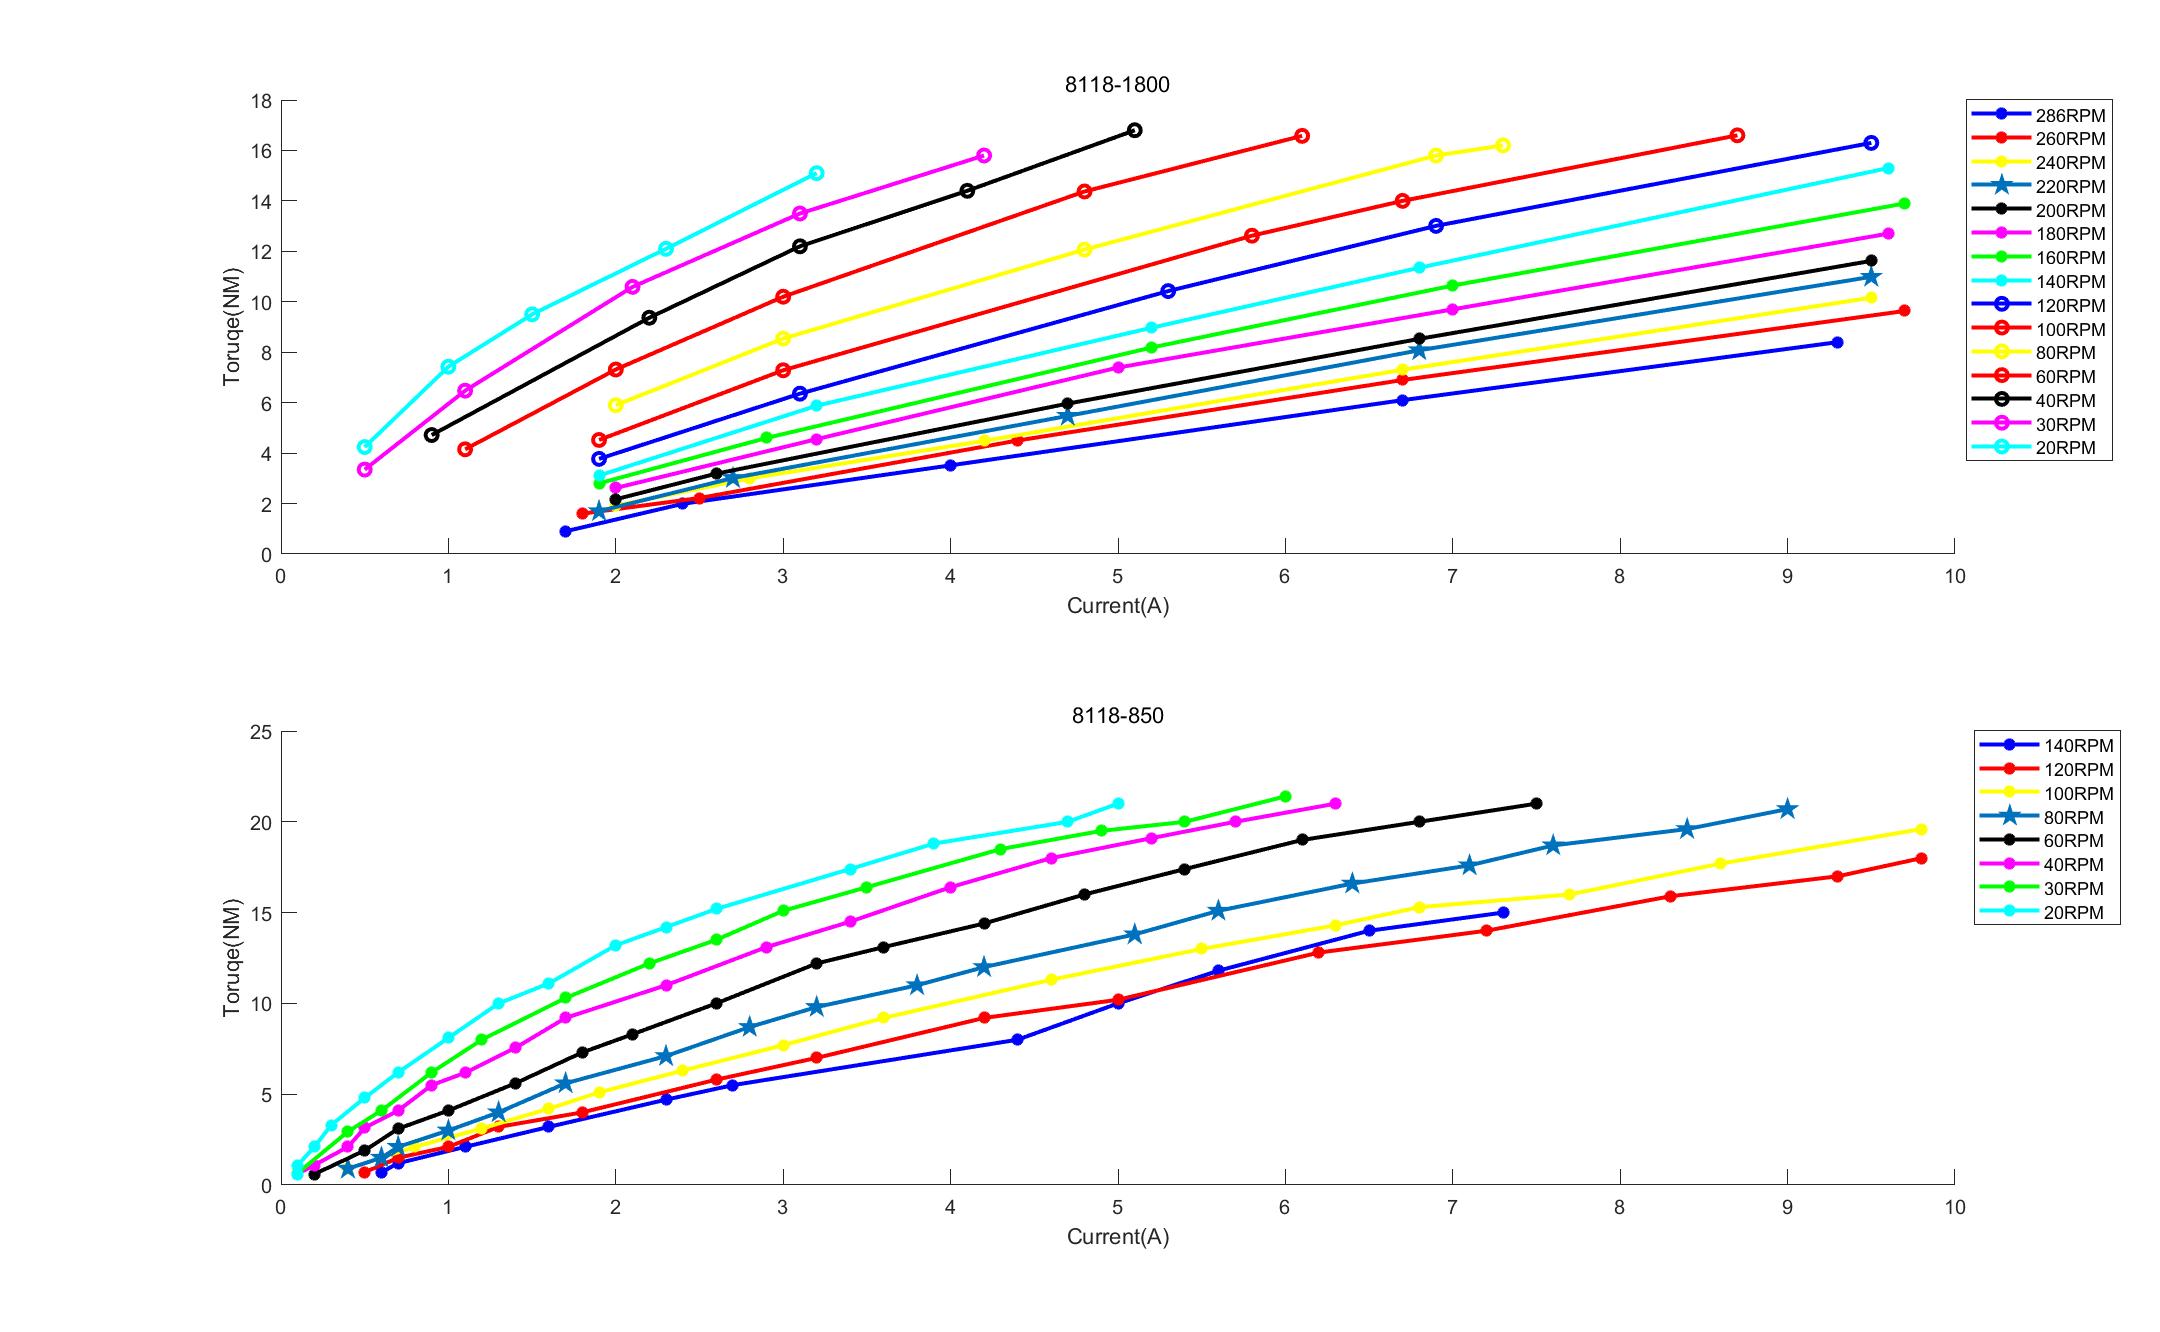 8118-1800
18
16
14
12
10
8
6
4
2
0
Toruqe(NM)
0 1 2 3 4 5 6 7 8 9 10
Current(A)
286RPM
260RPM
240RPM
220RPM
200RPM
180RPM
160RPM
140RPM
120RPM
100RPM
80RPM
60RPM
40RPM
30RPM
20RPM
8118-850
25
20
15
10
5
0
Toruqe(NM)
0 1 2 3 4 5 6 7 8 9 10
Current(A)
140RPM
120RPM
100RPM
80RPM
60RPM
40RPM
30RPM
20RPM